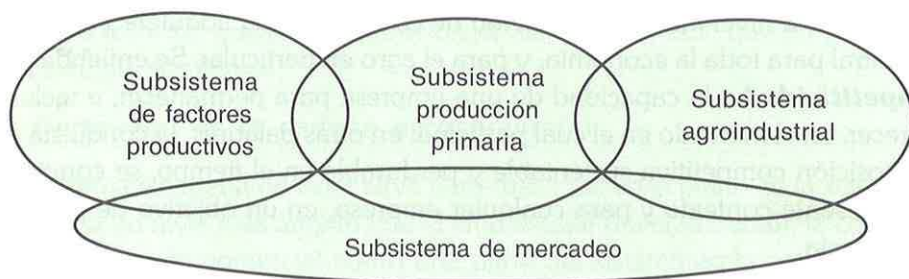 Subsistema
de factores
productivos
Subsistema
producción
primaria
Subsistema
agroindustrial
Subsistema de mercadeo